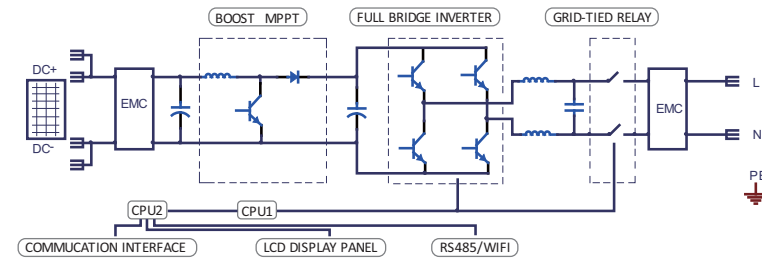 BOOST MPPT
FULL BRIDGE INVERTER
GRID-TIED RELAY
DC+
EMC
DC-
EMC
L
N
PE
CPU2
CPU1
COMMUCATION INTERFACE
LCD DISPLAY PANEL
RS485/WIFI